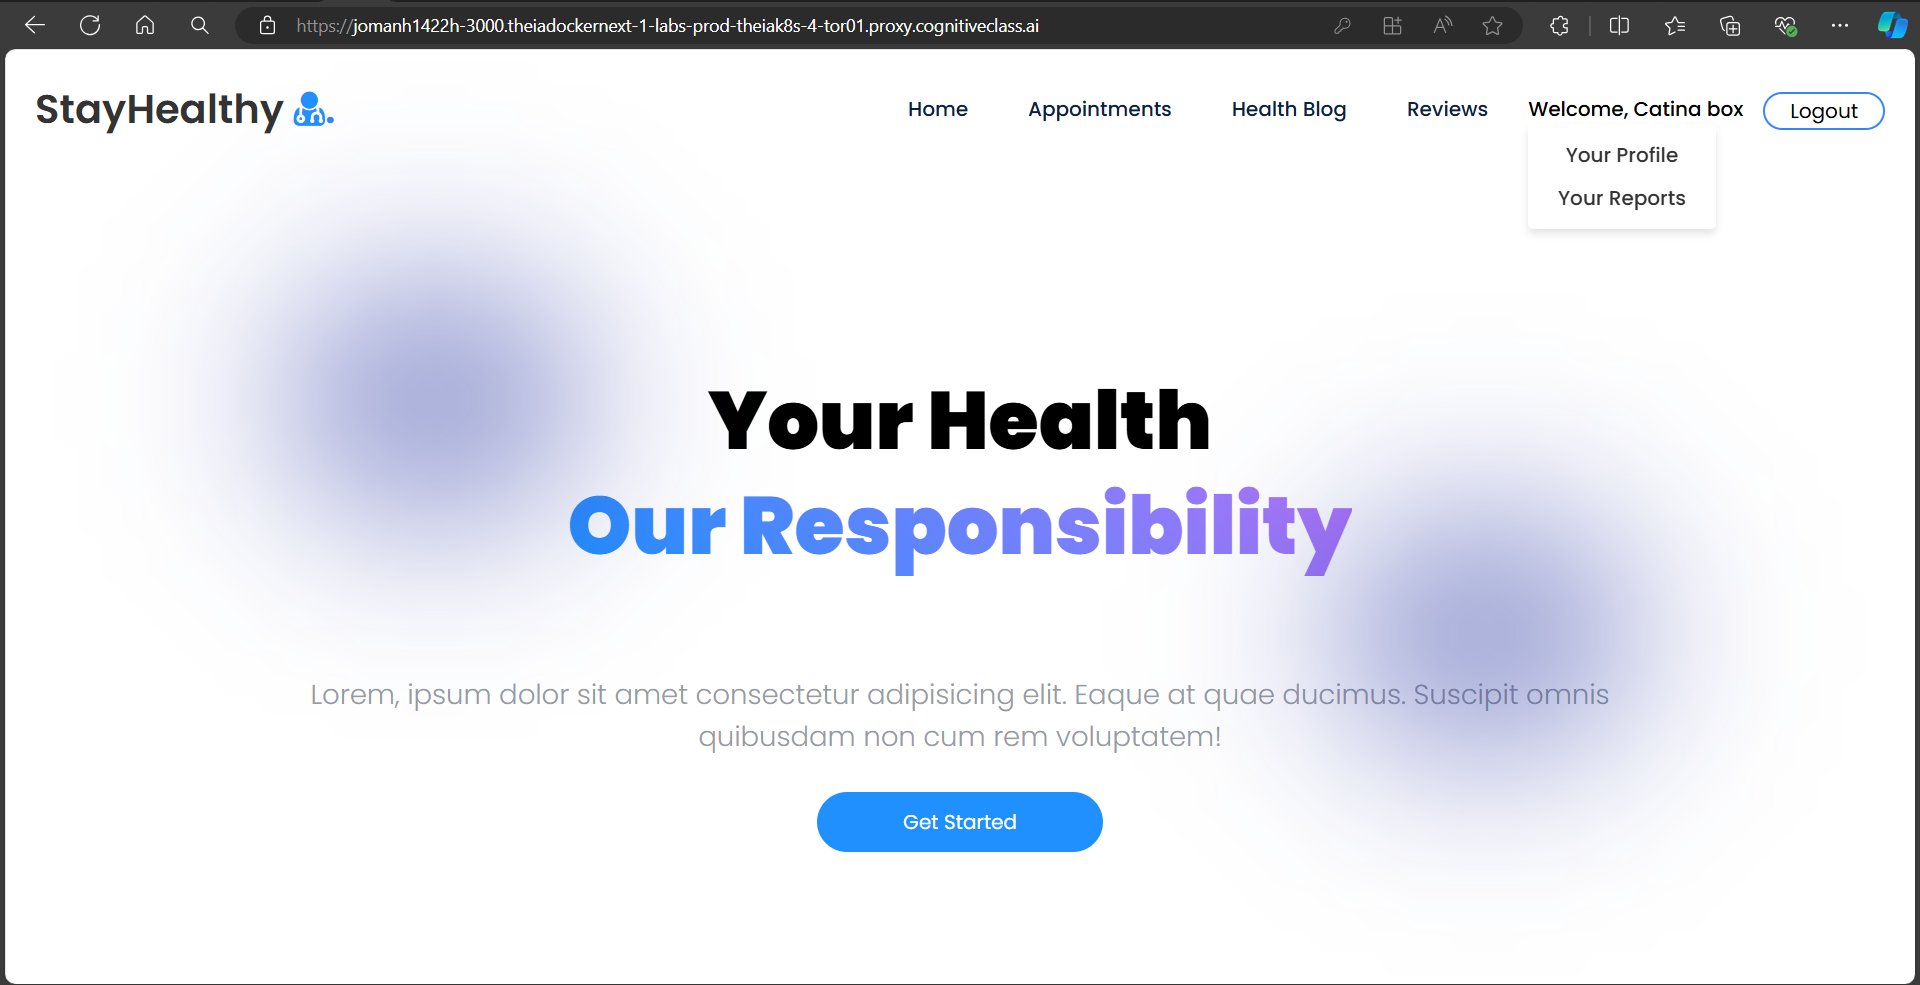 https://jomanh1422h-3000.theiadockernext-1-labs-prod-theiak8s-4-tor01.proxy.cognitiveclass.ai
StayHealthy
Home Appointments Health Blog Reviews Welcome, Catina box Logout
Your Profile
Your Reports
Your Health
Our Responsibility
Lorem, ipsum dolor sit amet consectetur adipisicing elit. Eaque at quae ducimus. Suscipit omnis
quibusdam non cum rem voluptatem!
Get Started